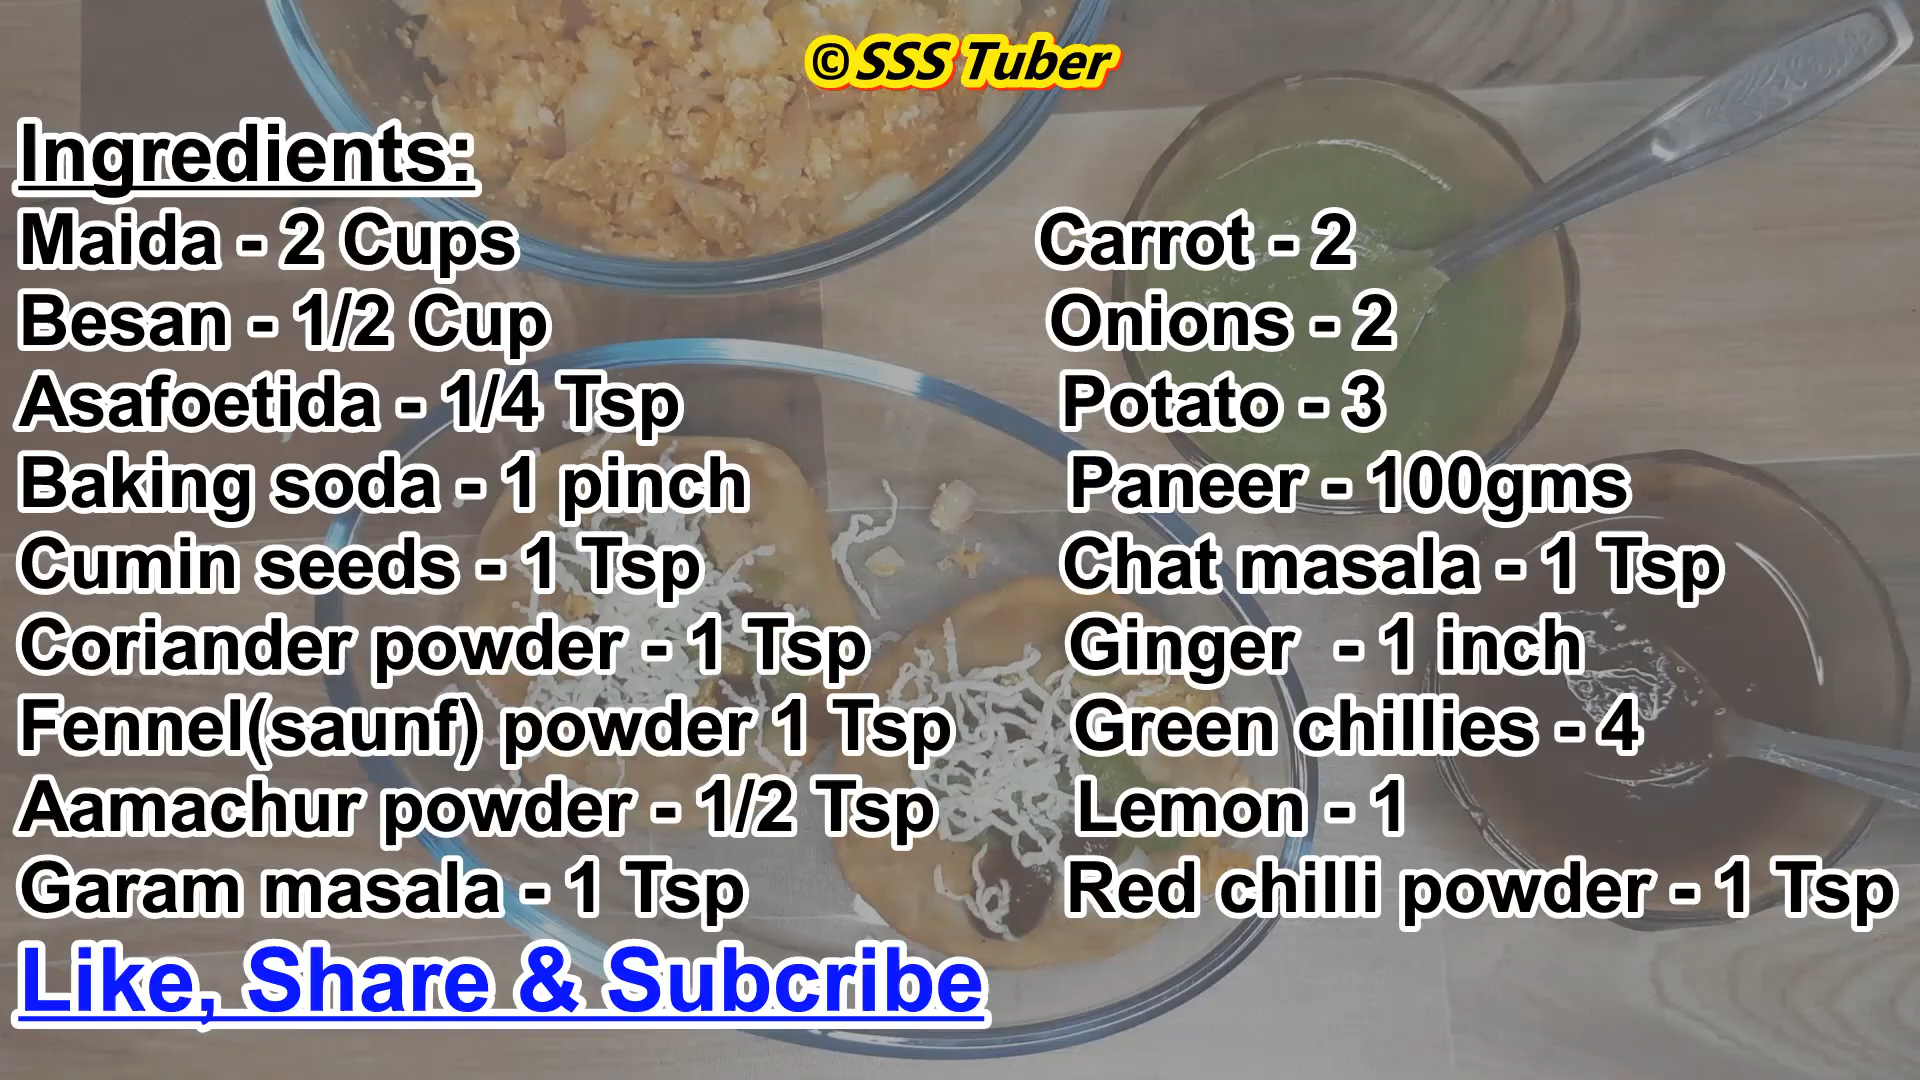 ©SSS Tuber
Ingredients:
Maida - 2 Cups
Besan - 1/2 Cup
Asafoetida - 1/4 Tsp
Baking soda - 1 pinch
Cumin seeds - 1 Tsp
Coriander powder - 1 Tsp
Fennel(saunf) powder 1 Tsp
Aamachur powder - 1/2 Tsp
Garam masala - 1 Tsp
Carrot - 2
Onions - 2
Potato - 3
Paneer - 100gms
Chat masala - 1 Tsp
Ginger  - 1 inch
Green chillies - 4
Lemon - 1
Red chilli powder - 1 Tsp
Like, Share & Subcribe